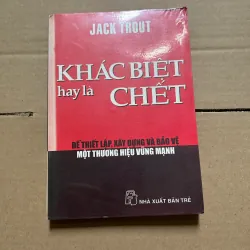 JACK TROUT
KHÁC BIỆT
hay là CHẾT
ĐỂ THIẾT LẬP, XÂY DỰNG VÀ BẢO VỆ
MỘT THƯƠNG HIỆU VỮNG MẠNH
NHÀ XUẤT BẢN TRẺ